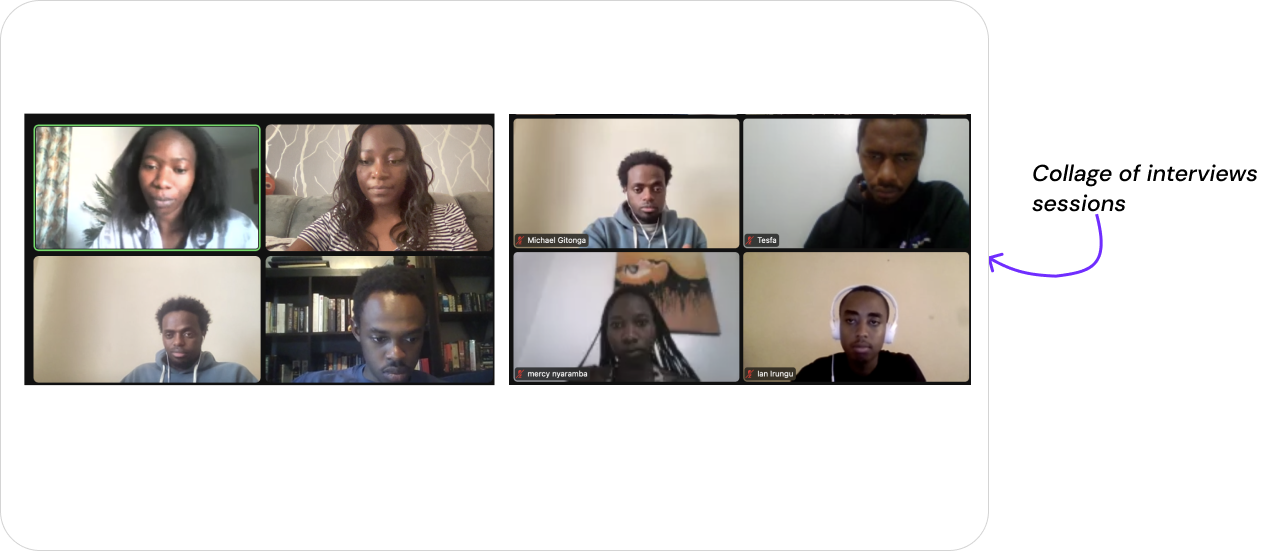 Michael Gitonga
Tesfa
mercy nyaramba
Ian Irungu
Collage of interviews
sessions